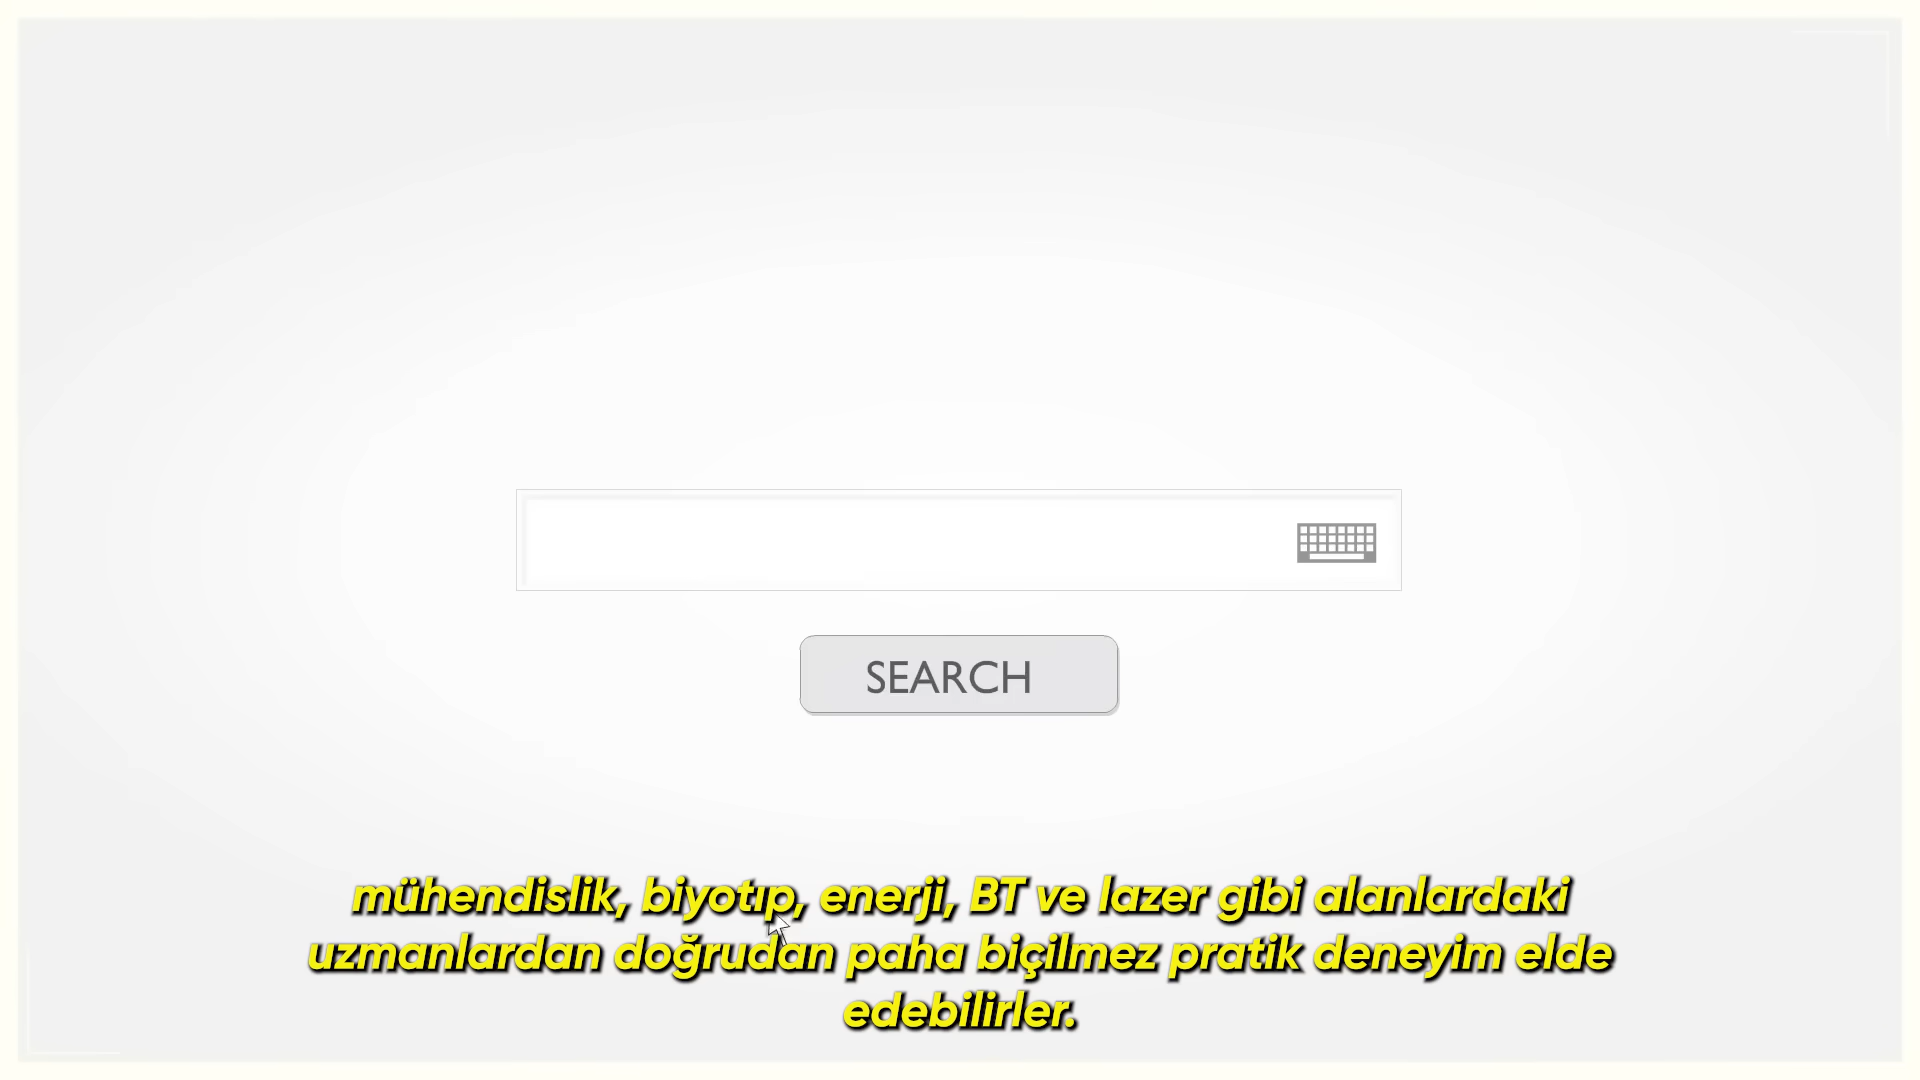 SEARCH
mühendislik, biyotıp, enerji, BT ve lazer gibi alanlardaki
uzmanlardan doğrudan paha biçilmez pratik deneyim elde
edebilirler.